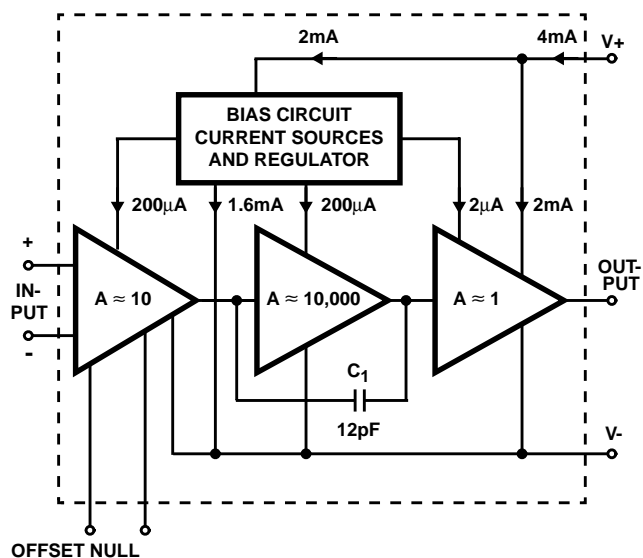 2mA
4mA
V+
BIAS CIRCUIT
CURRENT SOURCES
AND REGULATOR
200µA
1.6mA
200µA
2µA
2mA
+
IN-
PUT
-
A ≈ 10
A ≈ 10,000
A ≈ 1
OUT-
PUT
C1
12pF
V-
OFFSET NULL